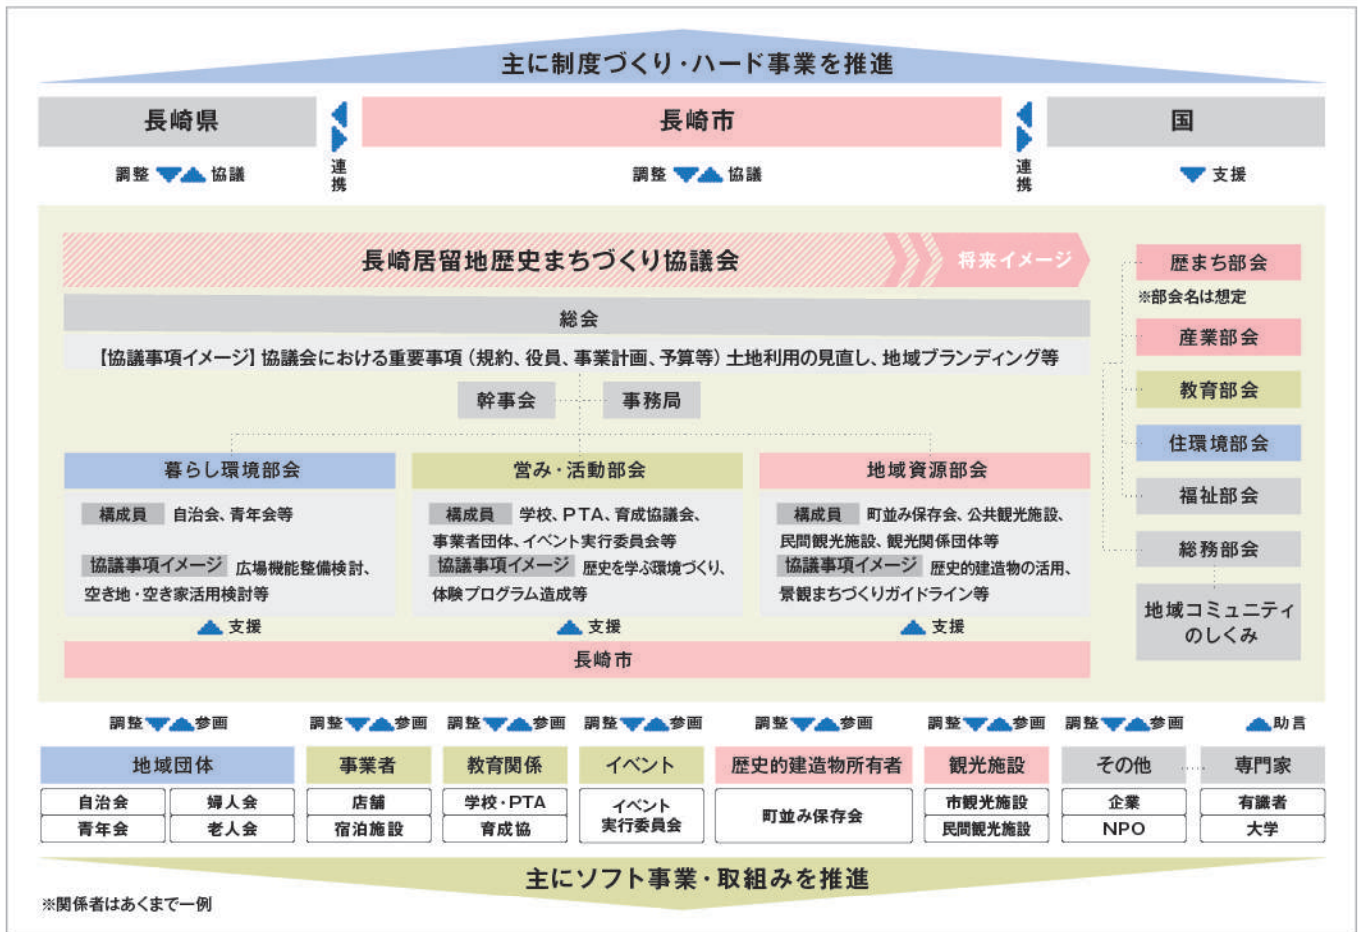 主に制度づくり・ハード事業を推進
長崎県
長崎市
国
連携
連携
調整 協議
調整 協議
支援
長崎居留地歴史まちづくり協議会
将来イメージ
総会
【協議事項イメージ】協議会における重要事項（規約、役員、事業計画、予算等）土地利用の見直し、地域ブランディング等
幹事会
事務局
暮らし環境部会
構成員 自治会、青年会等
協議事項イメージ 広場機能整備検討、
空き地・空き家活用検討等
支援
営み・活動部会
構成員 学校、PTA、育成協議会、
事業者団体、イベント実行委員会等
協議事項イメージ 歴史を学ぶ環境づくり、
体験プログラム造成等
支援
地域資源部会
構成員 町並み保存会、公共観光施設、
民間観光施設、観光関係団体等
協議事項イメージ 歴史的建造物の活用、
景観まちづくりガイドライン等
支援
長崎市
歴まち部会
※部会名は想定
産業部会
教育部会
住環境部会
福祉部会
総務部会
地域コミュニティ
のしくみ
調整 参画
調整 参画
調整 参画
調整 参画
調整 参画
調整 参画
調整 参画
助言
地域団体
事業者
教育関係
イベント
歴史的建造物所有者
観光施設
その他
専門家
自治会
婦人会
青年会
老人会
店舗
宿泊施設
学校・PTA
育成協
イベント
実行委員会
町並み保存会
市観光施設
民間観光施設
企業
NPO
有識者
大学
主にソフト事業・取組みを推進
※関係者はあくまで一例